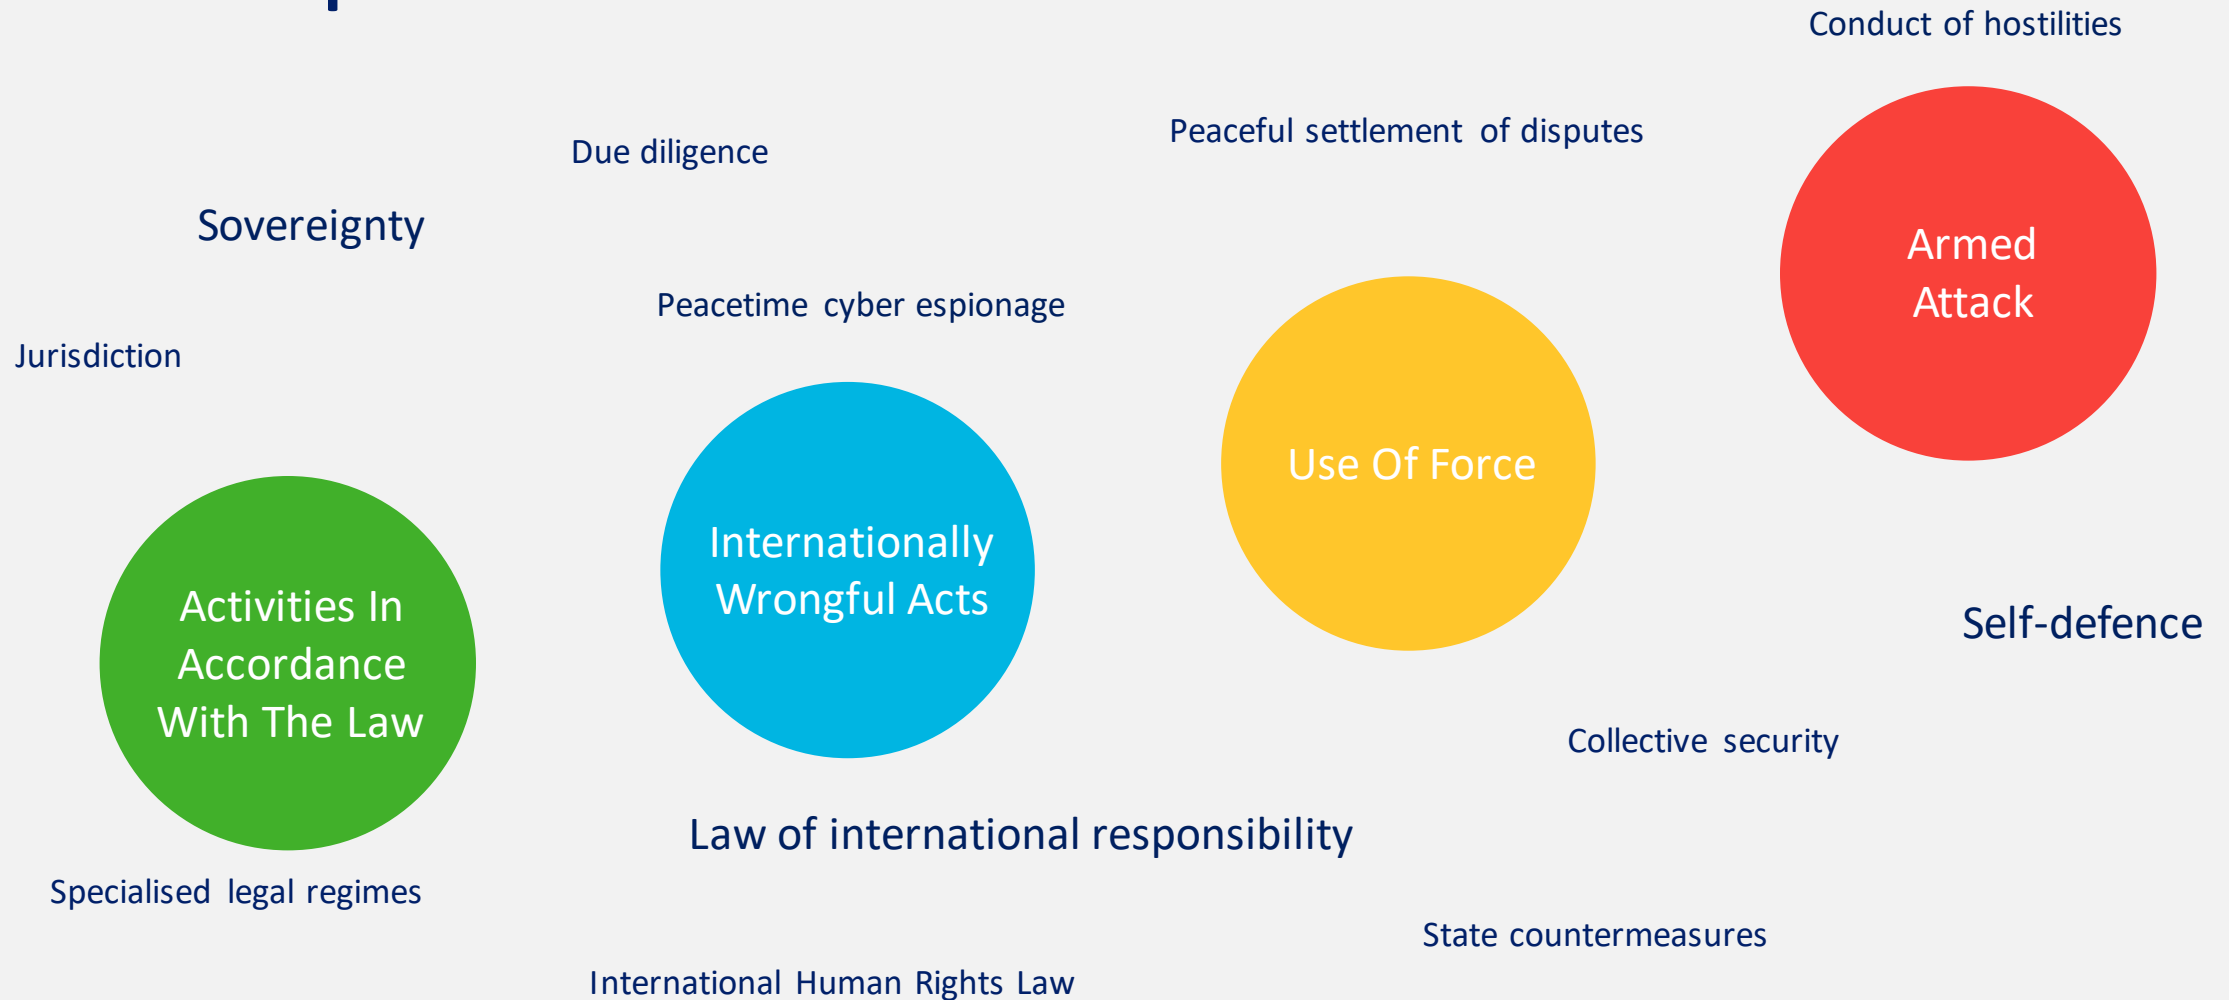 Conduct of hostilities
Peaceful settlement of disputes
Due diligence
Sovereignty
Armed
Attack
Peacetime cyber espionage
Jurisdiction
Use Of Force
Internationally
Wrongful Acts
Activities In
Accordance
With The Law
Self-defence
Collective security
Law of international responsibility
Specialised legal regimes
State countermeasures
International Human Rights Law